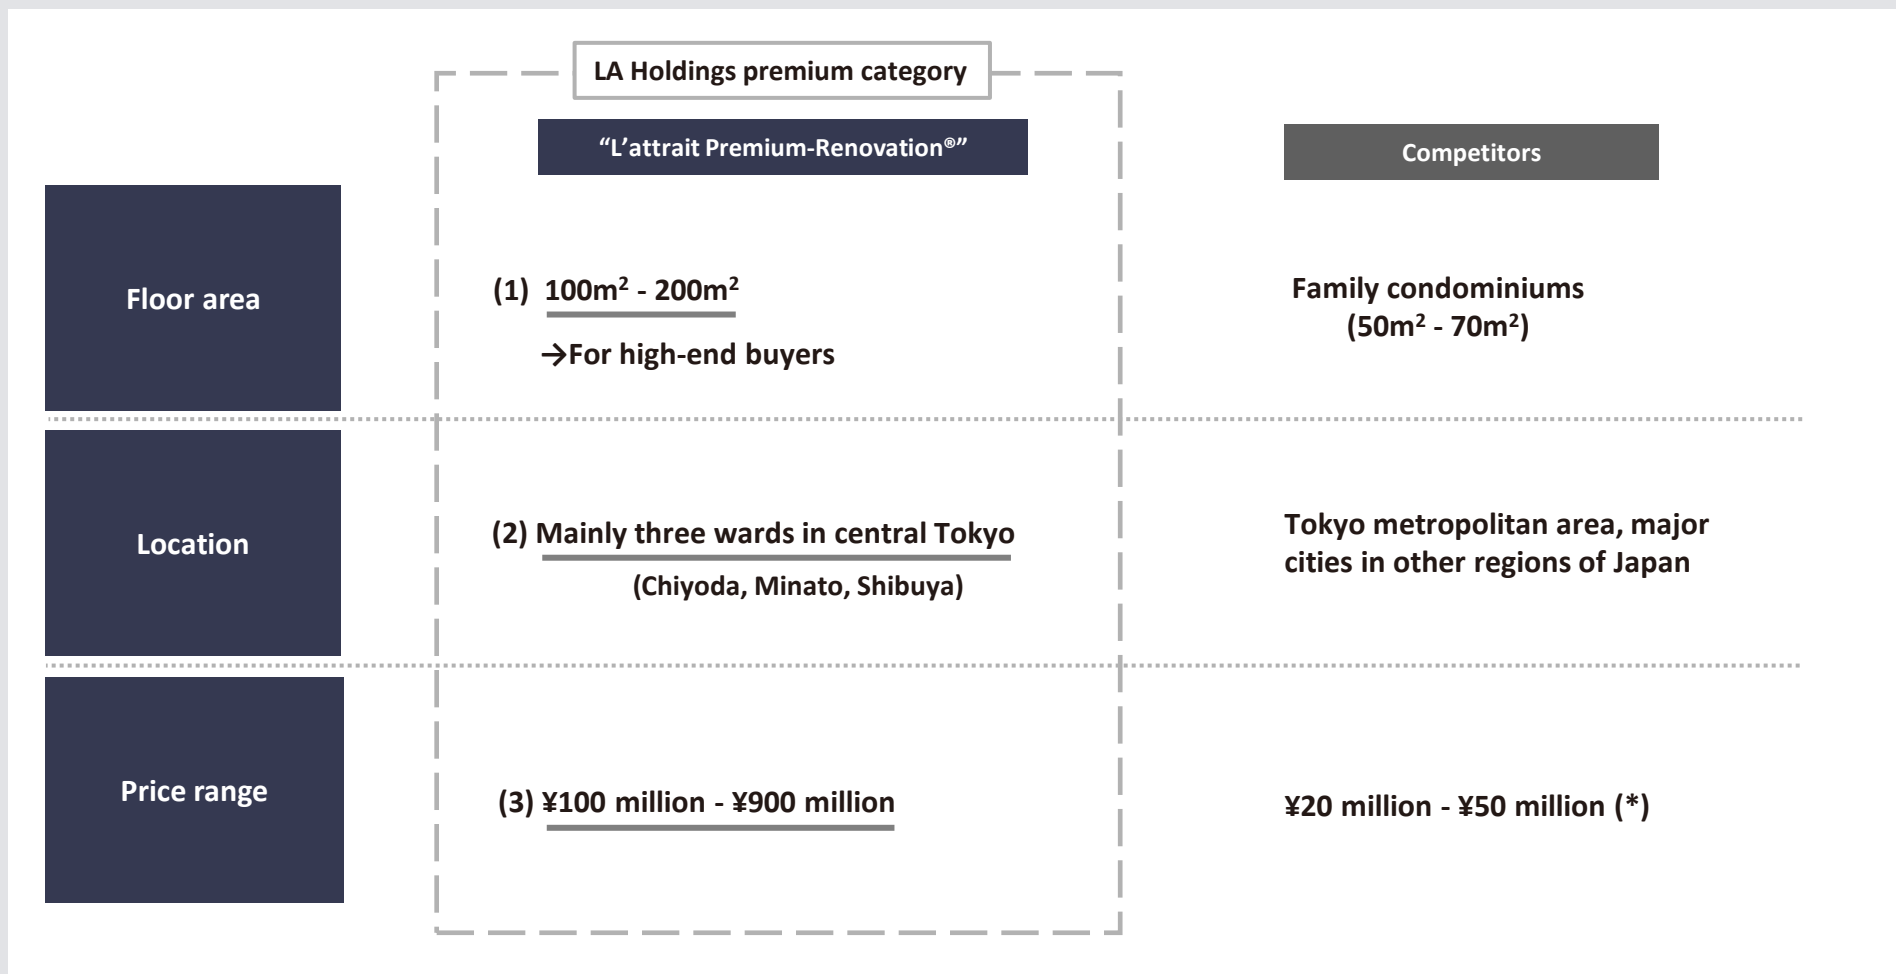 LA Holdings premium category
“L’attrait Premium-Renovation®”
Competitors
Floor area
(1) 100m² - 200m²
→For high-end buyers
Family condominiums
(50m² - 70m²)
Location
(2) Mainly three wards in central Tokyo
(Chiyoda, Minato, Shibuya)
Tokyo metropolitan area, major
cities in other regions of Japan
Price range
(3) ¥100 million - ¥900 million
¥20 million - ¥50 million (*)